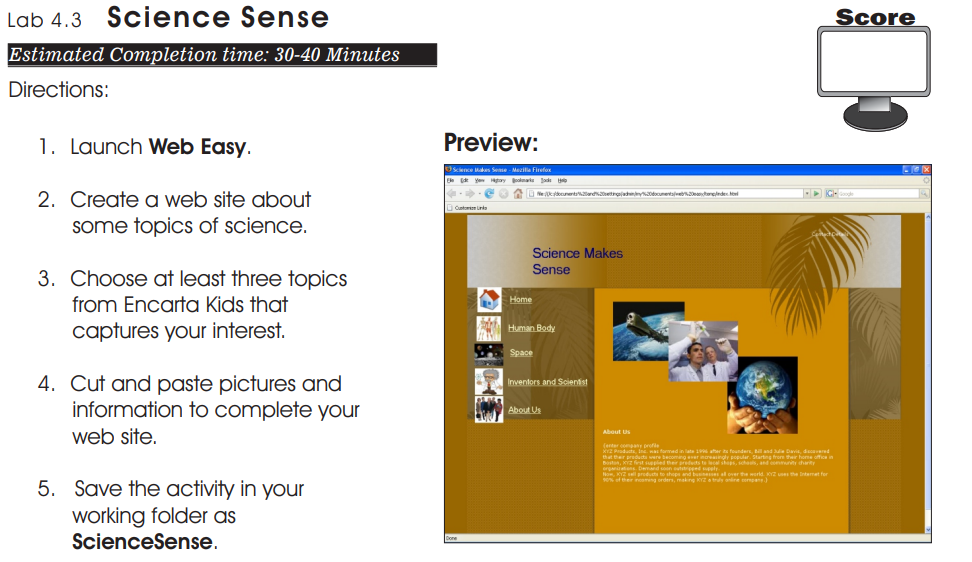 Lab 4.3 Science Sense
Score
Estimated Completion time: 30-40 Minutes
Directions:
1. Launch Web Easy.
2. Create a web site about
some topics of science.
3. Choose at least three topics
from Encarta Kids that
captures your interest.
4. Cut and paste pictures and
information to complete your
web site.
5. Save the activity in your
working folder as
ScienceSense.
Preview:
Science Makes Sense - Mozilla Firefox
File Edit View History Bookmarks Tools Help
file:///c:/documents%20and%20settings/admin/my%20documents/web%20easy/temp/index.html
Google
Customize Links
Contact Details
Science Makes
Sense
Home
Human Body
Space
Inventors and Scientist
About Us
About Us
[enter company profile
XYZ Products, Inc. was formed in late 1996 after its founders, Bill and Julie Davis, discovered
that their products were becoming ever increasingly popular. Starting from their home office in
Boston, XYZ first supplied their products to local shops, schools, and community charity
organizations. Demand soon outstripped supply.
Now, XYZ sell products to shops and businesses all over the world. XYZ uses the Internet for
90% of their incoming orders, making XYZ a truly online company.]
Done